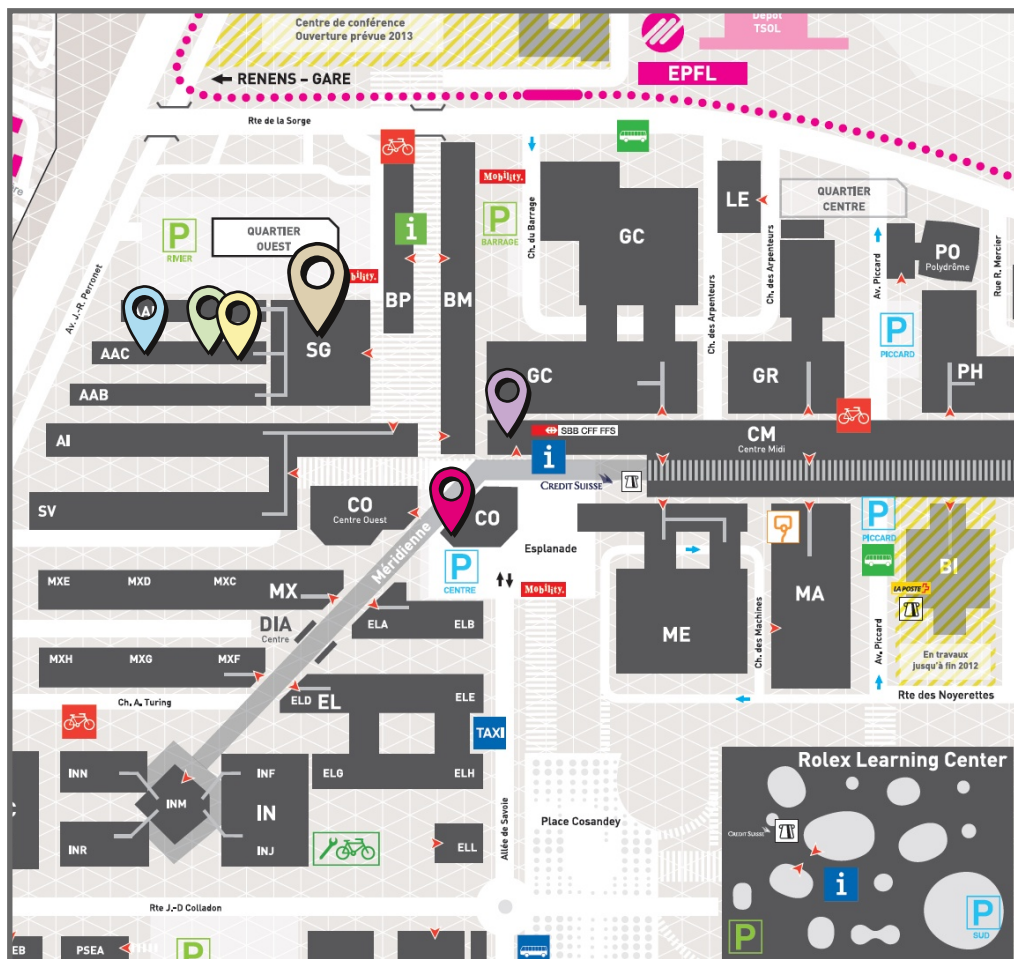 Centre de conférence
Ouverture prévue 2013
Dépôt
TSOL
← RENENS – GARE
EPFL
Rte de la Sorge
Mobility.
QUARTIER
CENTRE
LE
P
RIVIER
QUARTIER
OUEST
i
P
BARRAGE
Ch. du Barrage
GC
Ch. des Arpenteurs
Av. Piccard
PO
Polydrôme
Rue R. Mercier
Av. J.-R. Perronet
BP
BM
Ch. des Arpenteurs
P
PICCARD
SG
AAC
AAB
GC
GR
PH
AI
SBB CFF FFS
CM
Centre Midi
i
CREDIT SUISSE
SV
CO
Centre Ouest
CO
Esplanade
P
PICCARD
BI
LA POSTE
Méridienne
P
CENTRE
Mobility.
MXE
MXD
MXC
MX
DIA
Centre
ELA
ELB
ME
Ch. des Machines
MA
Av. Piccard
En travaux
jusqu'à fin 2012
MXH
MXG
MXF
Ch. A. Turing
ELD
EL
ELE
Rte des Noyerettes
TAXI
INN
INF
ELG
ELH
INM
IN
INR
INJ
ELL
Allée de Savoie
Place Cosandey
Rolex Learning Center
CREDIT SUISSE
i
P
P
SUD
Rte J.-D Colladon
PSEA
P